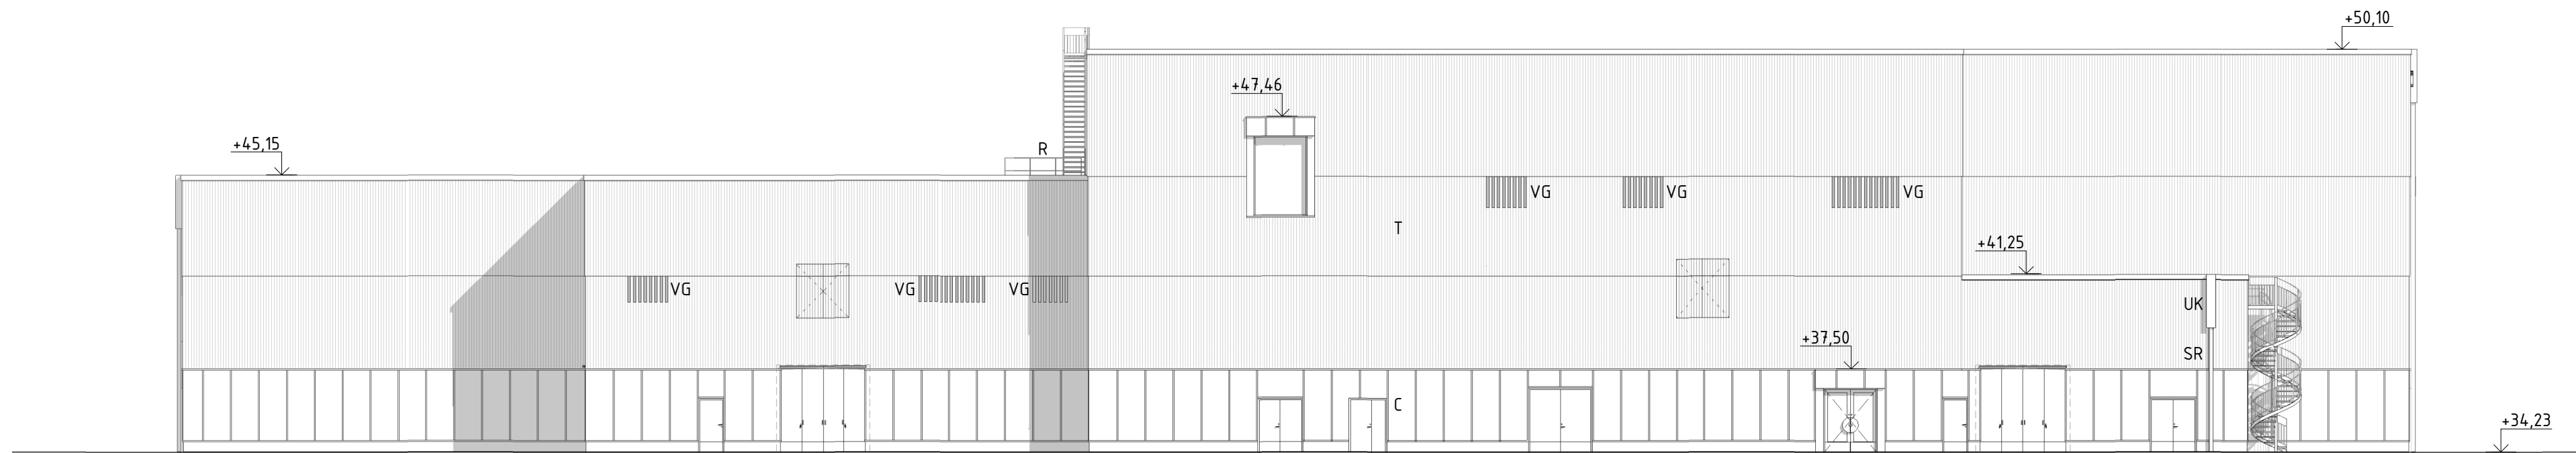 +50,10
+47,46
+45,15
R
VG
VG
VG
T
+41,25
VG
VG
VG
UK
+37,50
SR
C
+34,23